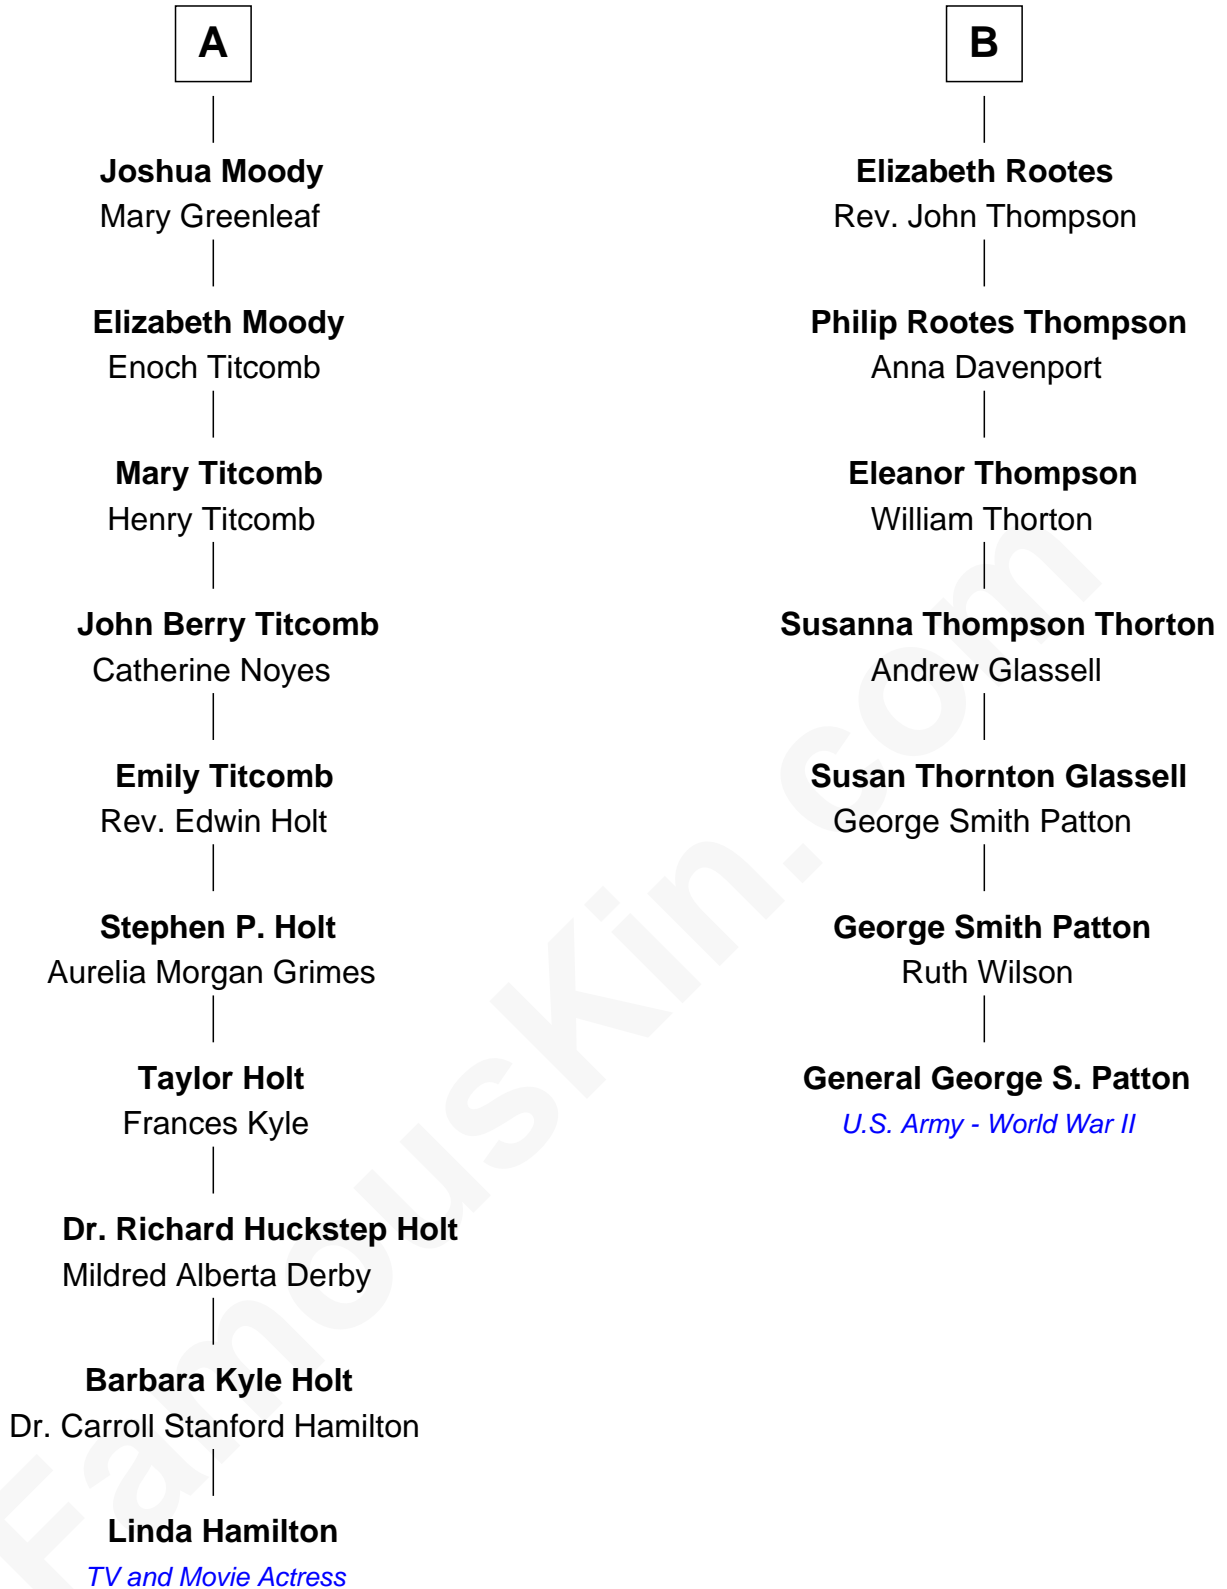 A
Joshua Moody
Mary Greenleaf
Elizabeth Moody
Enoch Titcomb
Mary Titcomb
Henry Titcomb
John Berry Titcomb
Catherine Noyes
Emily Titcomb
Rev. Edwin Holt
Stephen P. Holt
Aurelia Morgan Grimes
Taylor Holt
Frances Kyle
Dr. Richard Huckstep Holt
Mildred Alberta Derby
Barbara Kyle Holt
Dr. Carroll Stanford Hamilton
Linda Hamilton
TV and Movie Actress
B
Elizabeth Rootes
Rev. John Thompson
Philip Rootes Thompson
Anna Davenport
Eleanor Thompson
William Thorton
Susanna Thompson Thorton
Andrew Glassell
Susan Thornton Glassell
George Smith Patton
George Smith Patton
Ruth Wilson
General George S. Patton
U.S. Army - World War II
FamousKin.com